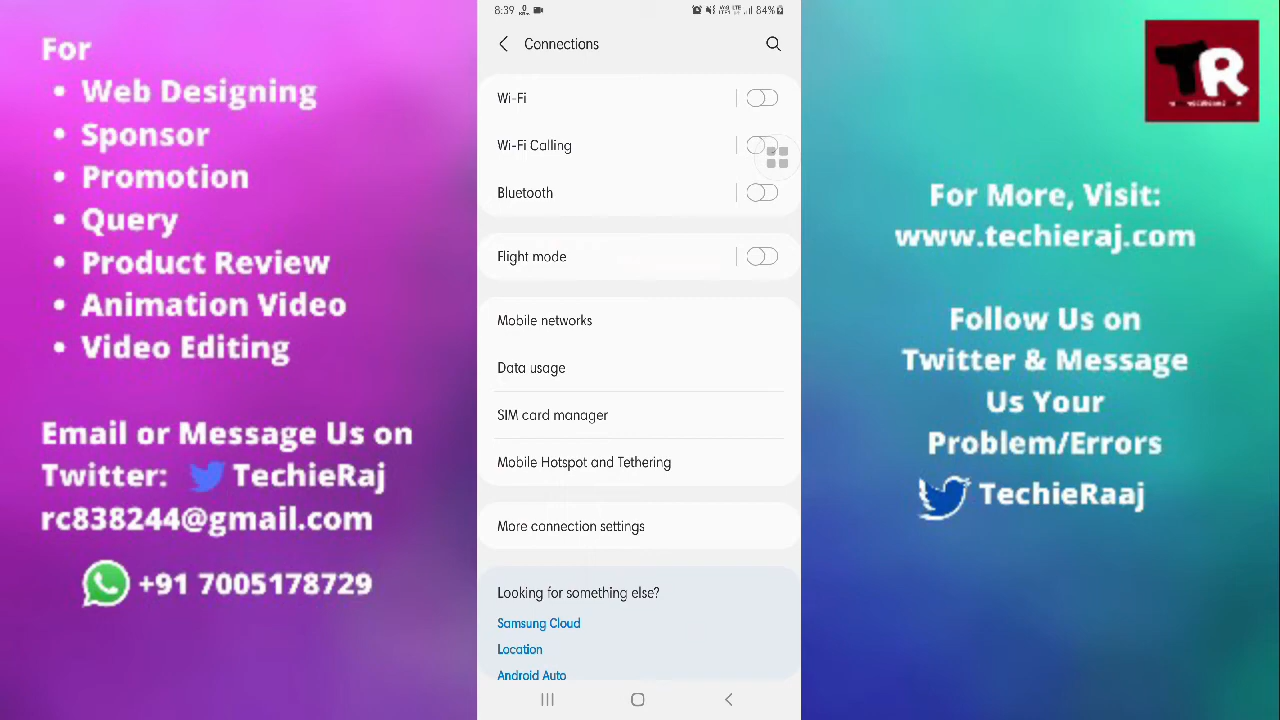 For
• Web Designing
• Sponsor
• Promotion
• Query
• Product Review
• Animation Video
• Video Editing
Email or Message Us on
Twitter: TechieRaj
rc838244@gmail.com
+91 7005178729
8:39
84%
Connections
Wi-Fi
Wi-Fi Calling
Bluetooth
Flight mode
Mobile networks
Data usage
SIM card manager
Mobile Hotspot and Tethering
More connection settings
Looking for something else?
Samsung Cloud
Location
Android Auto
TR
For More, Visit:
www.techieraj.com
Follow Us on
Twitter & Message
Us Your
Problem/Errors
TechieRaaj